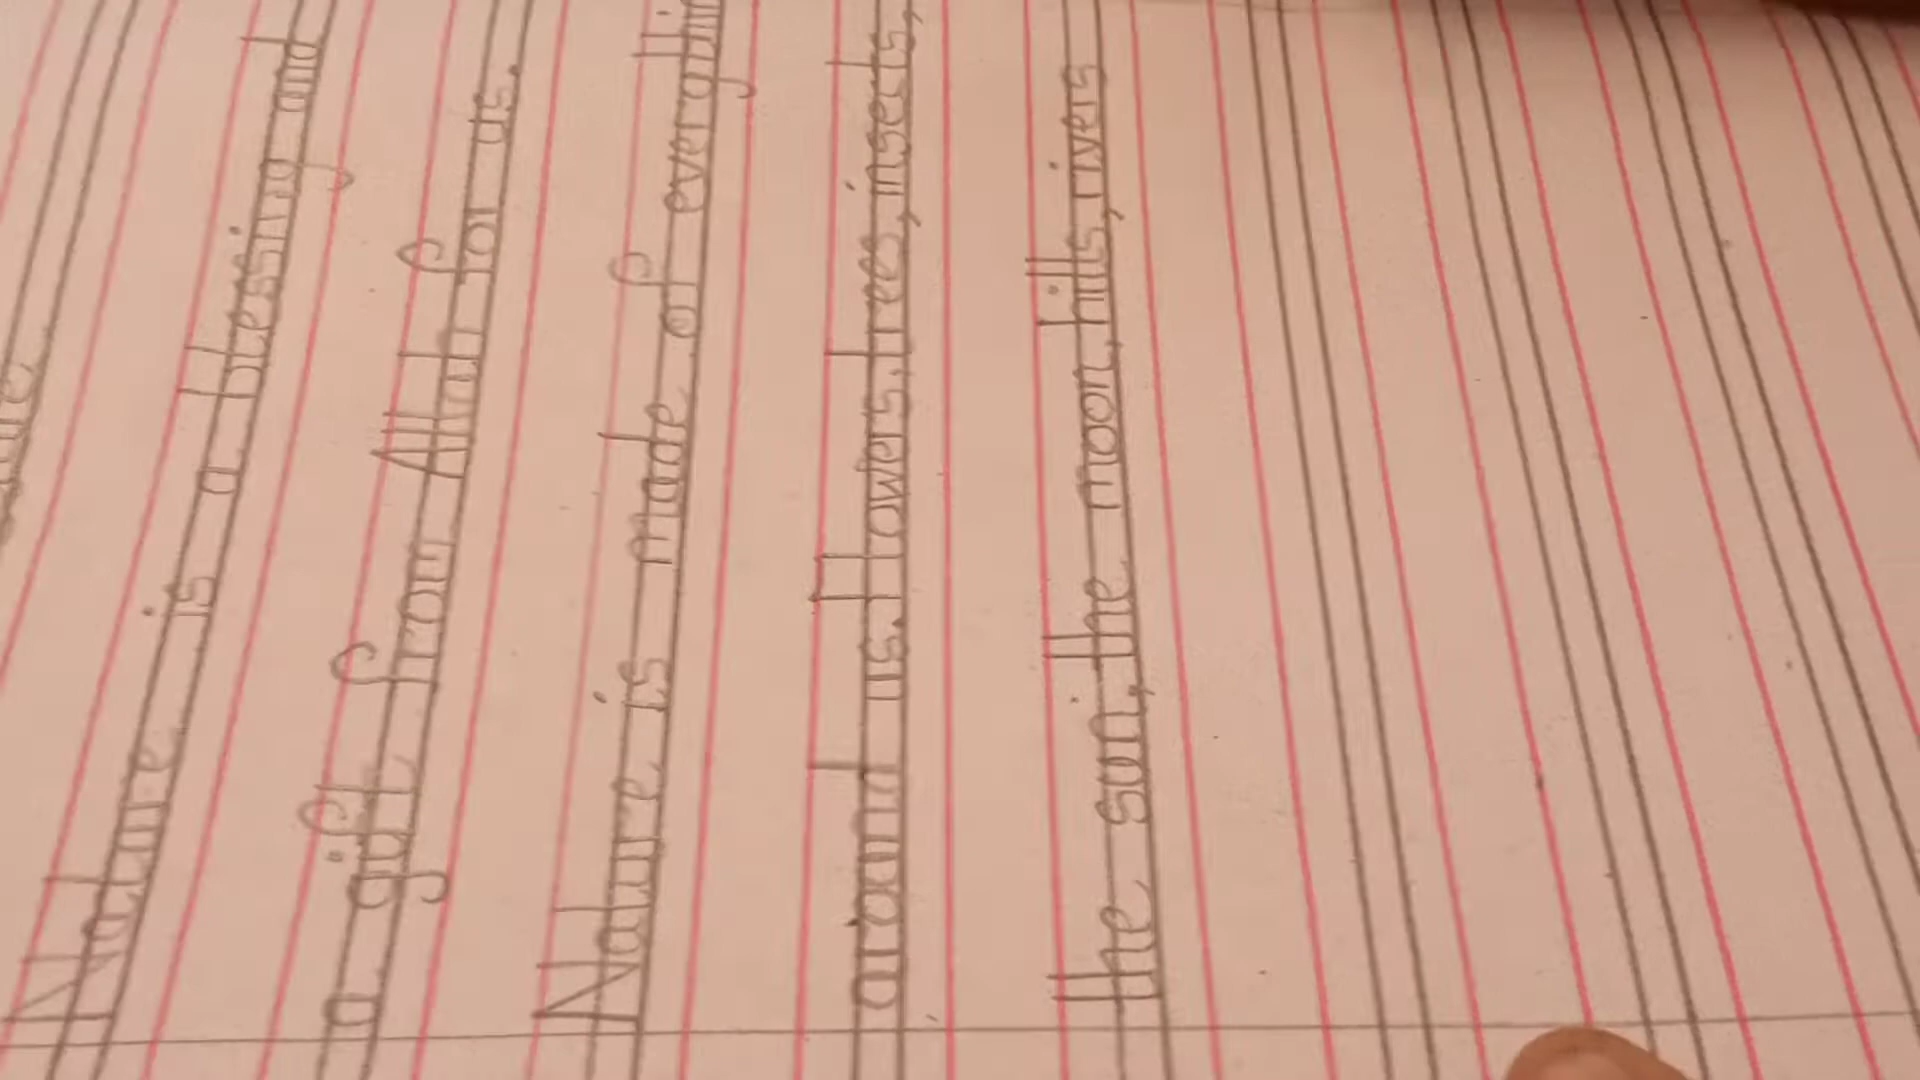 Nature is a blessing and
a gift from Allah for us.
Nature is made of
around us. Flowers, trees, insects,
the sun, the moon, hills, rivers